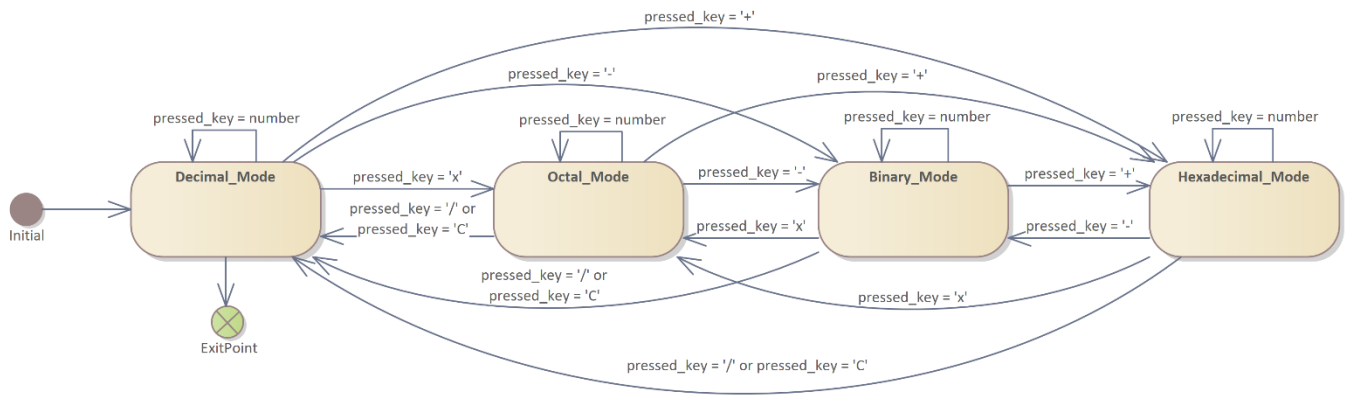 pressed_key = '+'
pressed_key = '-'
pressed_key = '+'
pressed_key = number
pressed_key = number
pressed_key = number
pressed_key = number
Decimal_Mode
Octal_Mode
Binary_Mode
Hexadecimal_Mode
pressed_key = 'x'
pressed_key = '-'
pressed_key = '+'
Initial
pressed_key = '/' or
pressed_key = 'C'
pressed_key = 'x'
pressed_key = '-'
pressed_key = '/' or
pressed_key = 'C'
pressed_key = 'x'
ExitPoint
pressed_key = '/' or pressed_key = 'C'